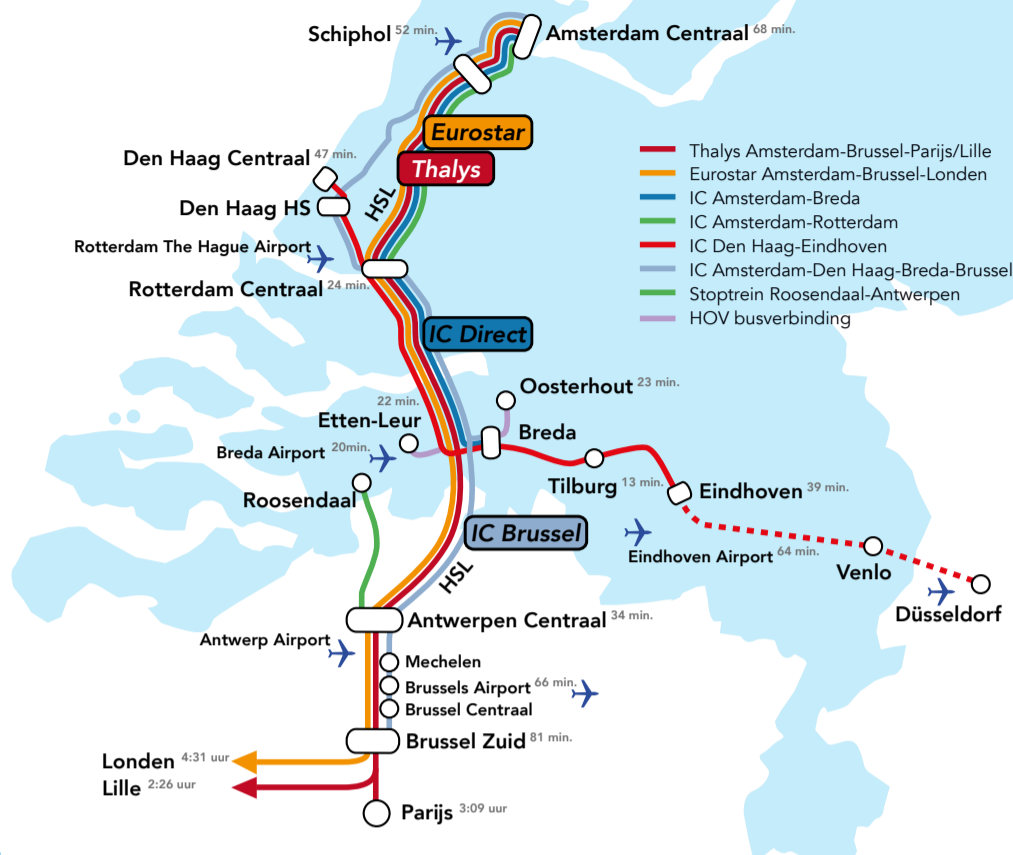 Schiphol 52 min.
Amsterdam Centraal 68 min.
Eurostar
Thalys
HSL
Den Haag Centraal 47 min.
Den Haag HS
Rotterdam The Hague Airport
Rotterdam Centraal 24 min.
Thalys Amsterdam-Brussel-Parijs/Lille
Eurostar Amsterdam-Brussel-Londen
IC Amsterdam-Breda
IC Amsterdam-Rotterdam
IC Den Haag-Eindhoven
IC Amsterdam-Den Haag-Breda-Brussel
Stoptrein Roosendaal-Antwerpen
HOV busverbinding
IC Direct
Oosterhout 23 min.
22 min.
Etten-Leur
Breda
Breda Airport 20min.
Roosendaal
Tilburg 13 min.
Eindhoven 39 min.
IC Brussel
Eindhoven Airport 64 min.
Venlo
Düsseldorf
HSL
Antwerpen Centraal 34 min.
Antwerp Airport
Mechelen
Brussels Airport 66 min.
Brussel Centraal
Brussel Zuid 81 min.
Londen 4:31 uur
Lille 2:26 uur
Parijs 3:09 uur